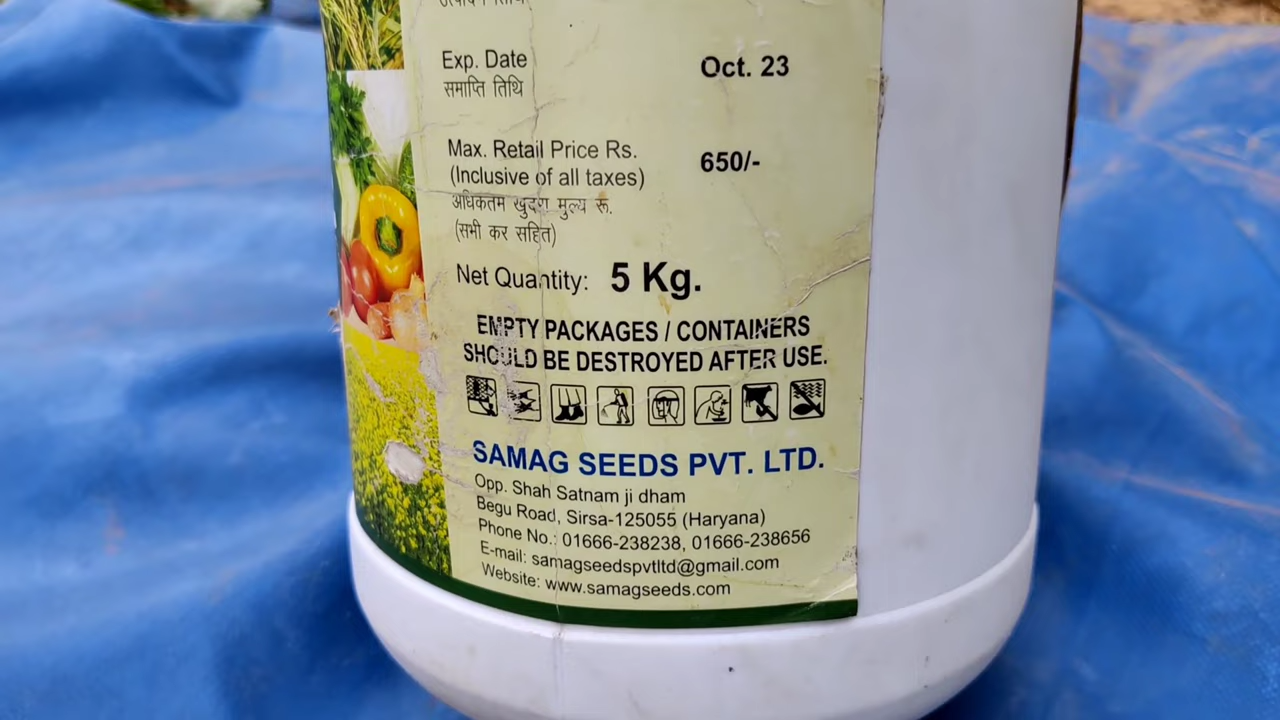 उत्पादन तिथि
Exp. Date
Oct. 23
समाप्ति तिथि
Max. Retail Price Rs.
650/-
(Inclusive of all taxes)
अधिकतम खुदरा मुल्य रू.
(सभी कर सहित)
Net Quantity: 5 Kg.
EMPTY PACKAGES / CONTAINERS
SHOULD BE DESTROYED AFTER USE.
SAMAG SEEDS PVT. LTD.
Opp. Shah Satnam ji dham
Begu Road, Sirsa-125055 (Haryana)
Phone No.: 01666-238238, 01666-238656
E-mail: samagseedspvtltd@gmail.com
Website: www.samagseeds.com